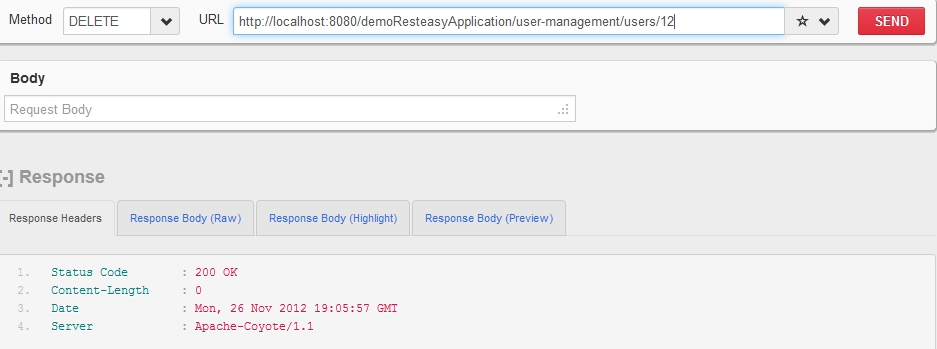 Method DELETE URL http://localhost:8080/demoResteasyApplication/user-management/users/12 SEND
Body
Request Body
[-] Response
Response Headers Response Body (Raw) Response Body (Highlight) Response Body (Preview)
1. Status Code : 200 OK
2. Content-Length : 0
3. Date : Mon, 26 Nov 2012 19:05:57 GMT
4. Server : Apache-Coyote/1.1